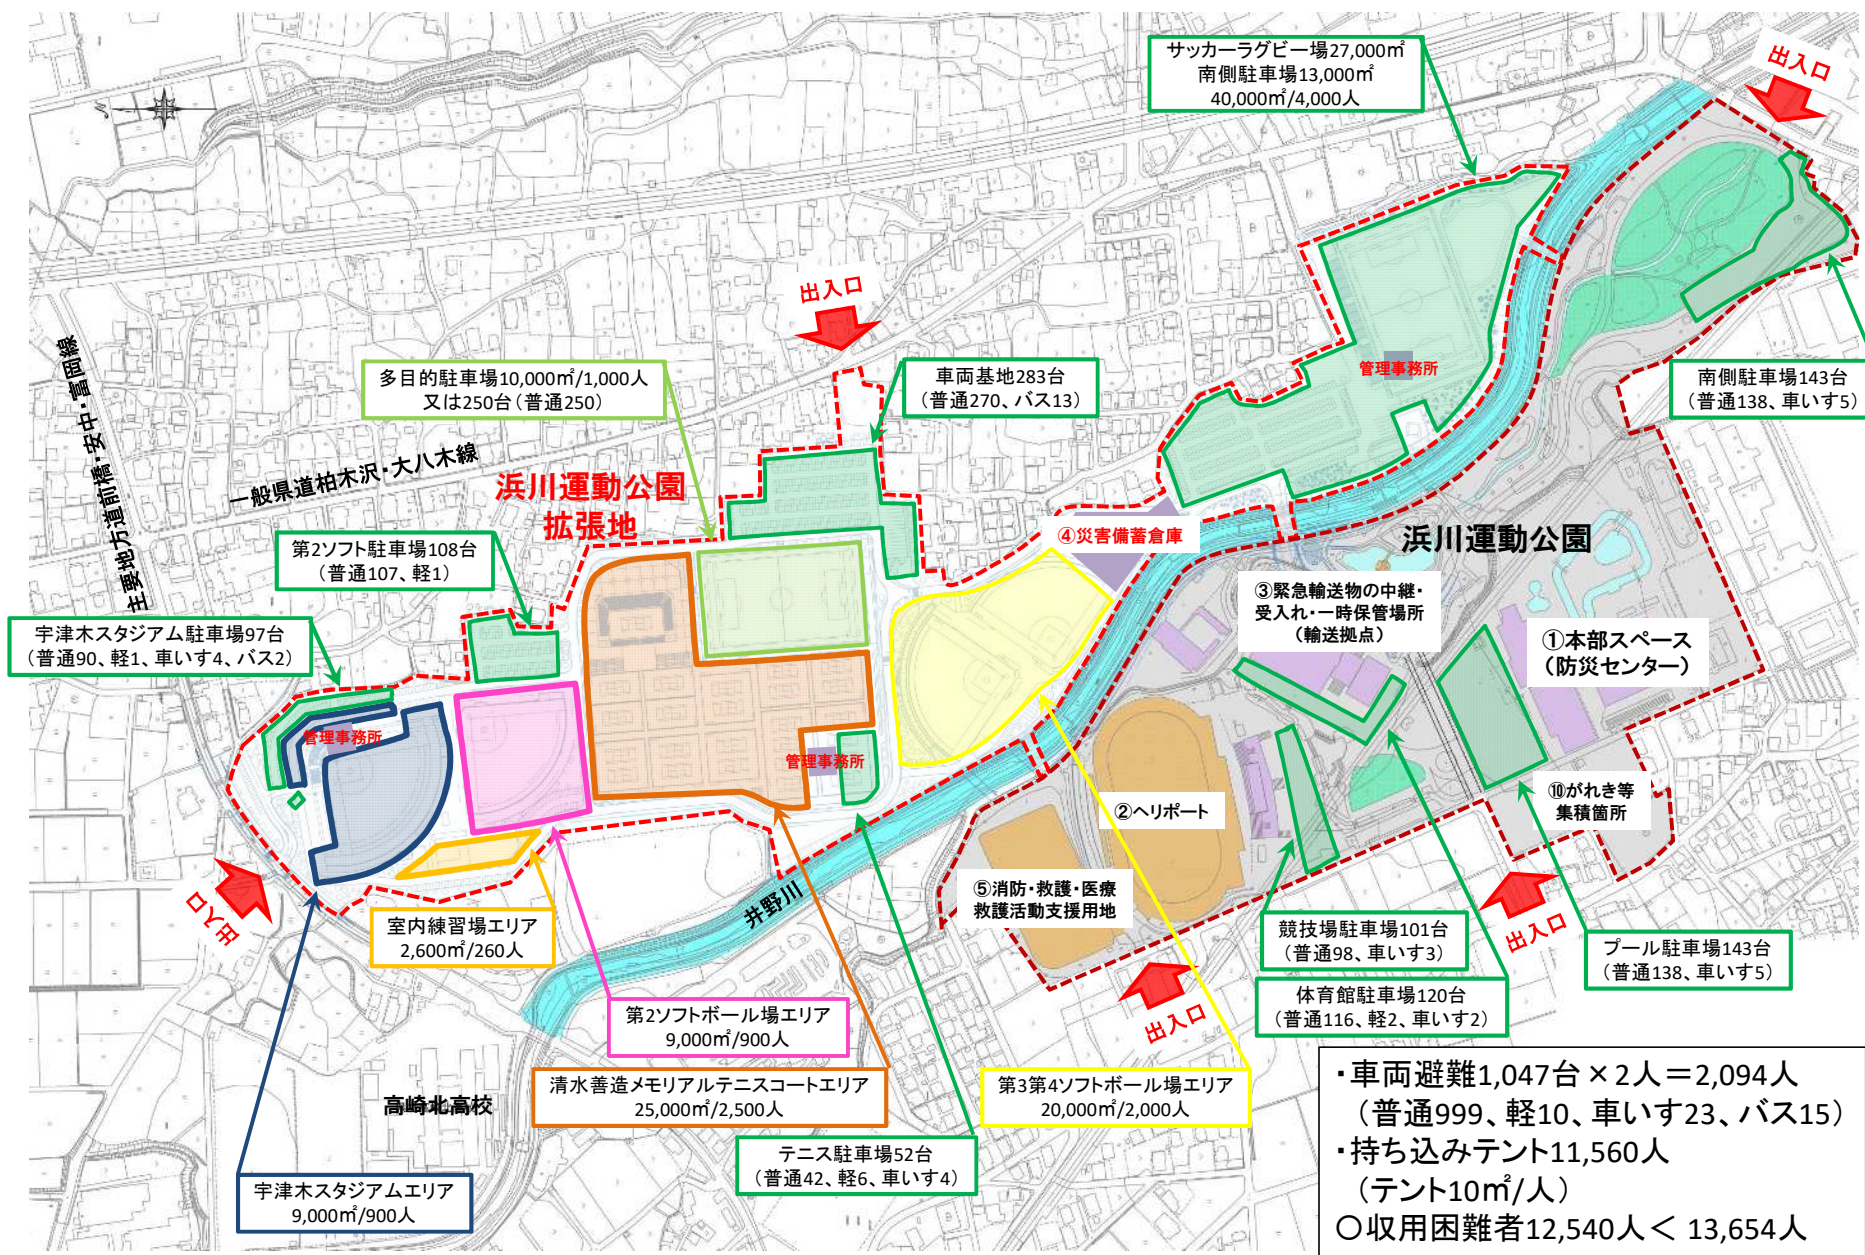 サッカーラグビー場27,000㎡
南側駐車場13,000㎡
40,000㎡/4,000人
出入口
出入口
多目的駐車場10,000㎡/1,000人
又は250台（普通250）
車両基地283台
（普通270、バス13）
管理事務所
南側駐車場143台
（普通138、車いす5）
主要地方道前橋・安中・富岡線
一般県道柏木沢・大八木線
浜川運動公園
拡張地
第2ソフト駐車場108台
（普通107、軽1）
④災害備蓄倉庫
浜川運動公園
③緊急輸送物の中継・
受入れ・一時保管場所
（輸送拠点）
①本部スペース
（防災センター）
宇津木スタジアム駐車場97台
（普通90、軽1、車いす4、バス2）
管理事務所
管理事務所
②ヘリポート
⑩がれき等
集積箇所
⑤消防・救護・医療
救護活動支援用地
井野川
出入口
室内練習場エリア
2,600㎡/260人
競技場駐車場101台
（普通98、車いす3）
出入口
プール駐車場143台
（普通138、車いす5）
体育館駐車場120台
（普通116、軽2、車いす2）
出入口
第2ソフトボール場エリア
9,000㎡/900人
清水善造メモリアルテニスコートエリア
25,000㎡/2,500人
第3第4ソフトボール場エリア
20,000㎡/2,000人
高崎北高校
テニス駐車場52台
（普通42、軽6、車いす4）
宇津木スタジアムエリア
9,000㎡/900人
・車両避難1,047台×2人＝2,094人
（普通999、軽10、車いす23、バス15）
・持ち込みテント11,560人
（テント10㎡/人）
○収用困難者12,540人＜ 13,654人